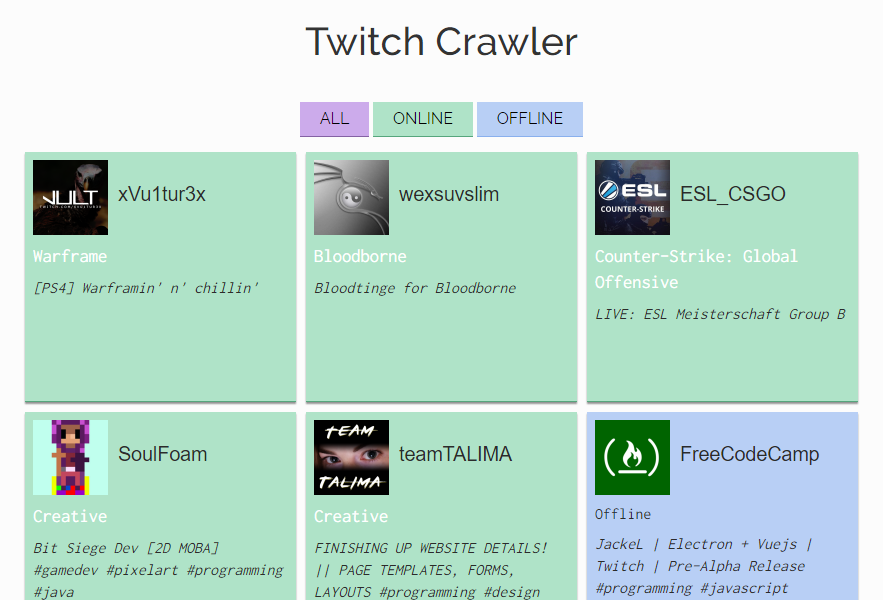 Twitch Crawler
ALL ONLINE OFFLINE
VULT
xVu1tur3x
Warframe
[PS4] Warframin' n' chillin'
wexsuvslim
Bloodborne
Bloodtinge for Bloodborne
ESL
COUNTER-STRIKE
ESL_CSGO
Counter-Strike: Global
Offensive
LIVE: ESL Meisterschaft Group B
SoulFoam
Creative
Bit Siege Dev [2D MOBA]
#gamedev #pixelart #programming
#java
TEAM
TALIMA
teamTALIMA
Creative
FINISHING UP WEBSITE DETAILS!
|| PAGE TEMPLATES, FORMS,
LAYOUTS #programming #design
FreeCodeCamp
Offline
JackeL | Electron + Vuejs |
Twitch | Pre-Alpha Release
#programming #javascript